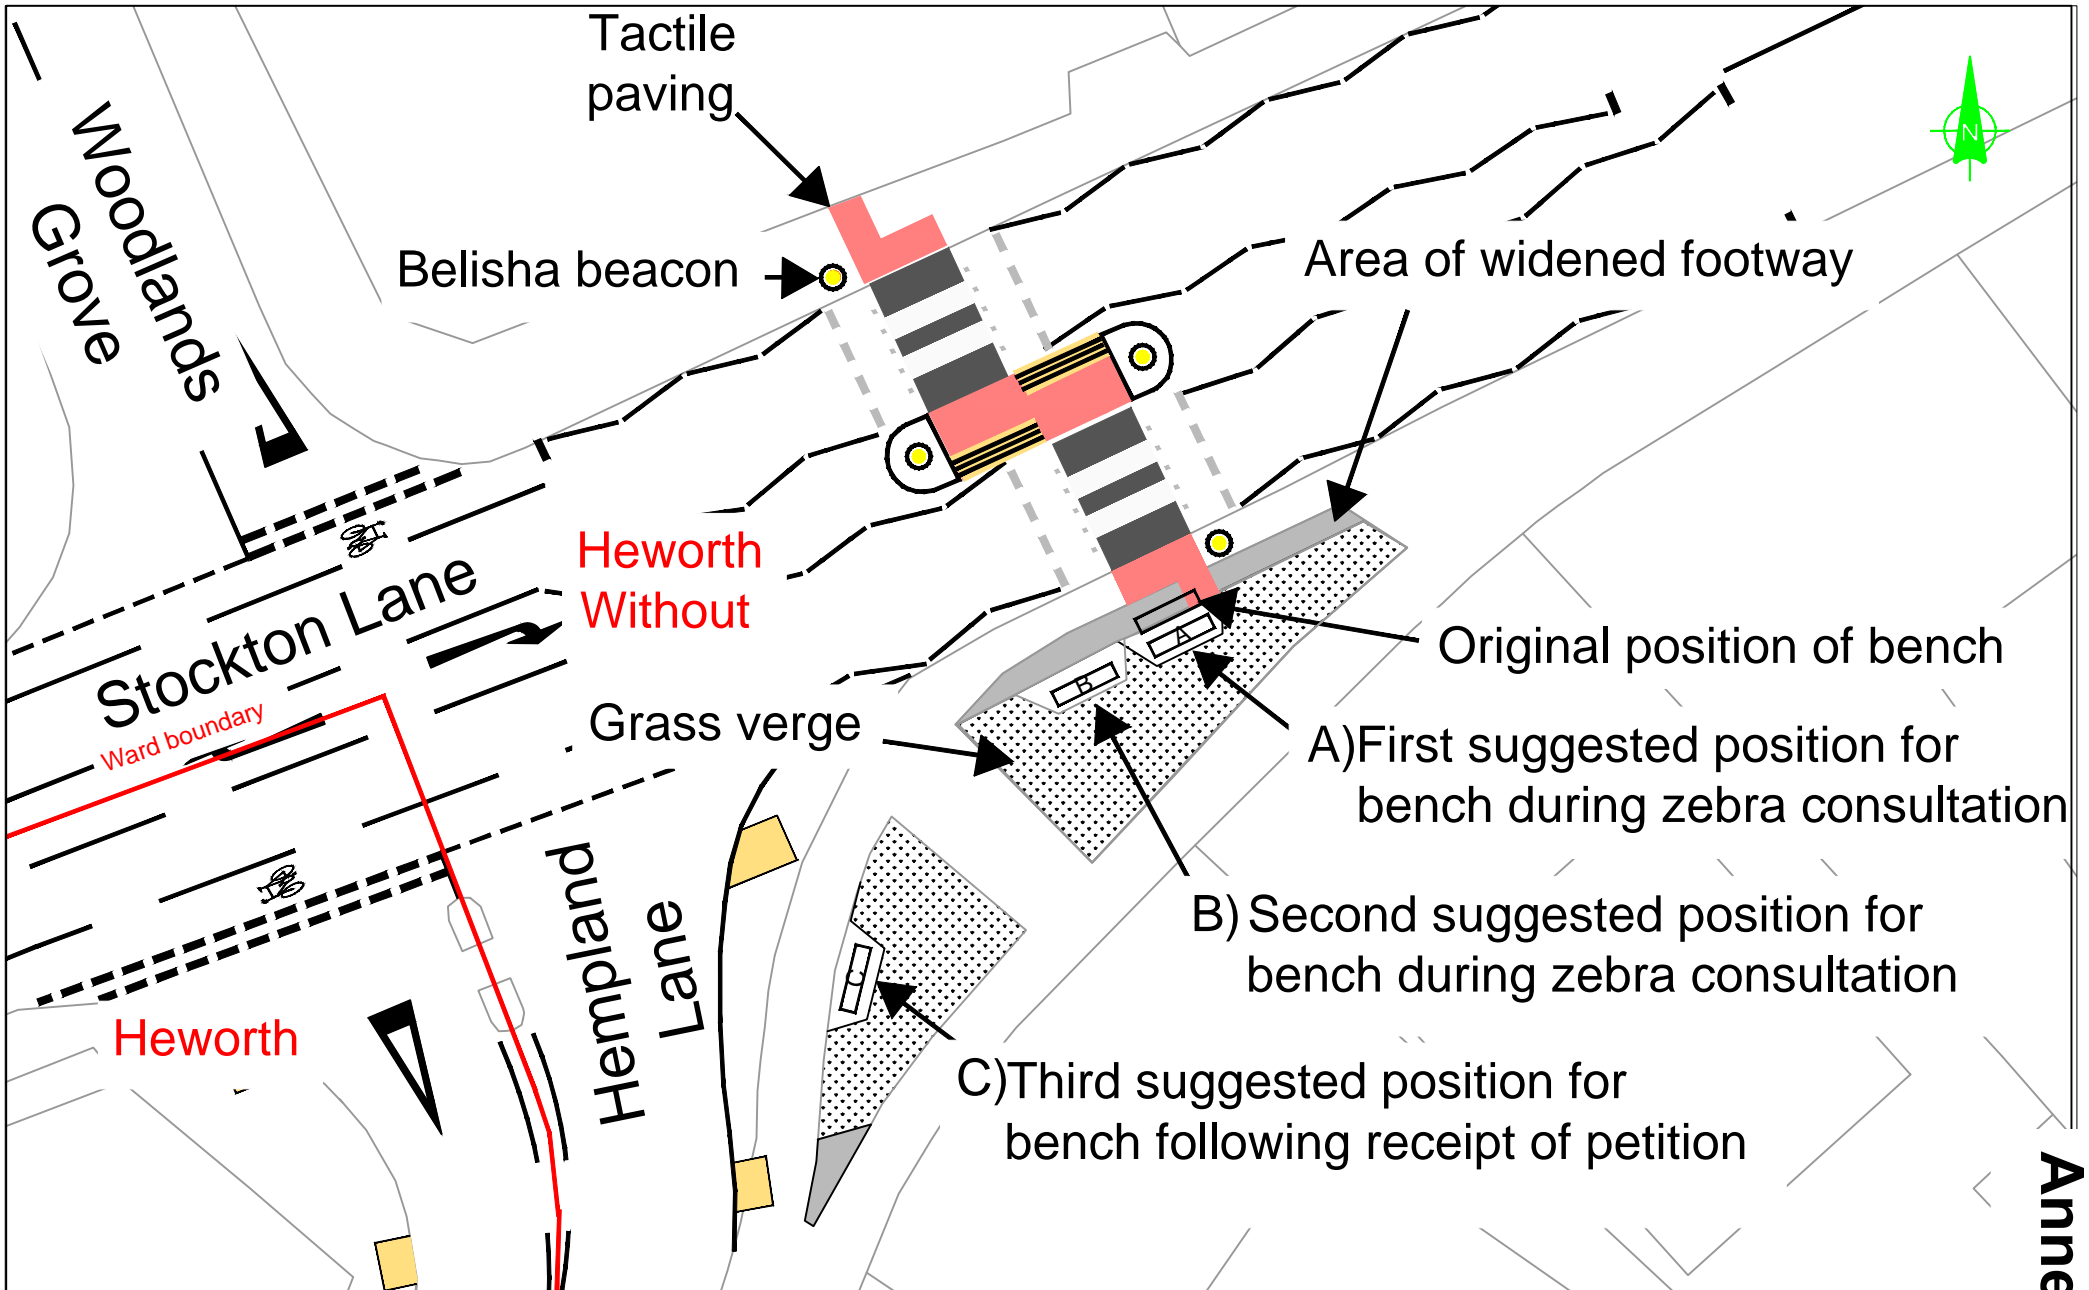 Tactile
paving
N
Woodlands
Grove
Belisha beacon
Area of widened footway
Heworth
Without
Stockton Lane
Original position of bench
A
B
Ward boundary
Grass verge
A)First suggested position for
bench during zebra consultation
Hempland
Lane
B) Second suggested position for
bench during zebra consultation
C
Heworth
C)Third suggested position for
bench following receipt of petition
Anne